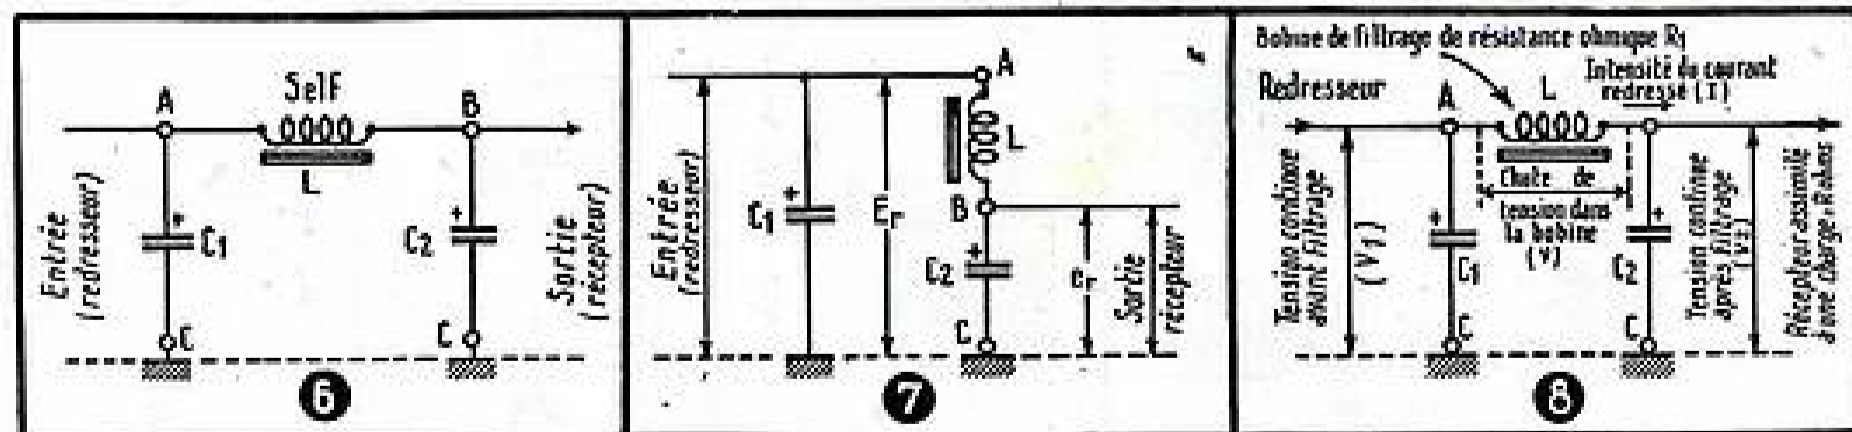 Self
A
B
L
Entrée
(redresseur)
C1
C2
Sortie
(récepteur)
C
C
6
A
L
Entrée
(redresseur)
C1
Er
B
C2
er
Sortie
récepteur
C
7
Bobine de filtrage de résistance ohmique R1
Redresseur
A
L
Intensité du courant
redressé (I)
Tension continue
avant filtrage
(V1)
Chute de
tension dans
la bobine
(V)
C1
C2
Tension continue
après filtrage
Récepteur assimilé
à une charge
C
C
8